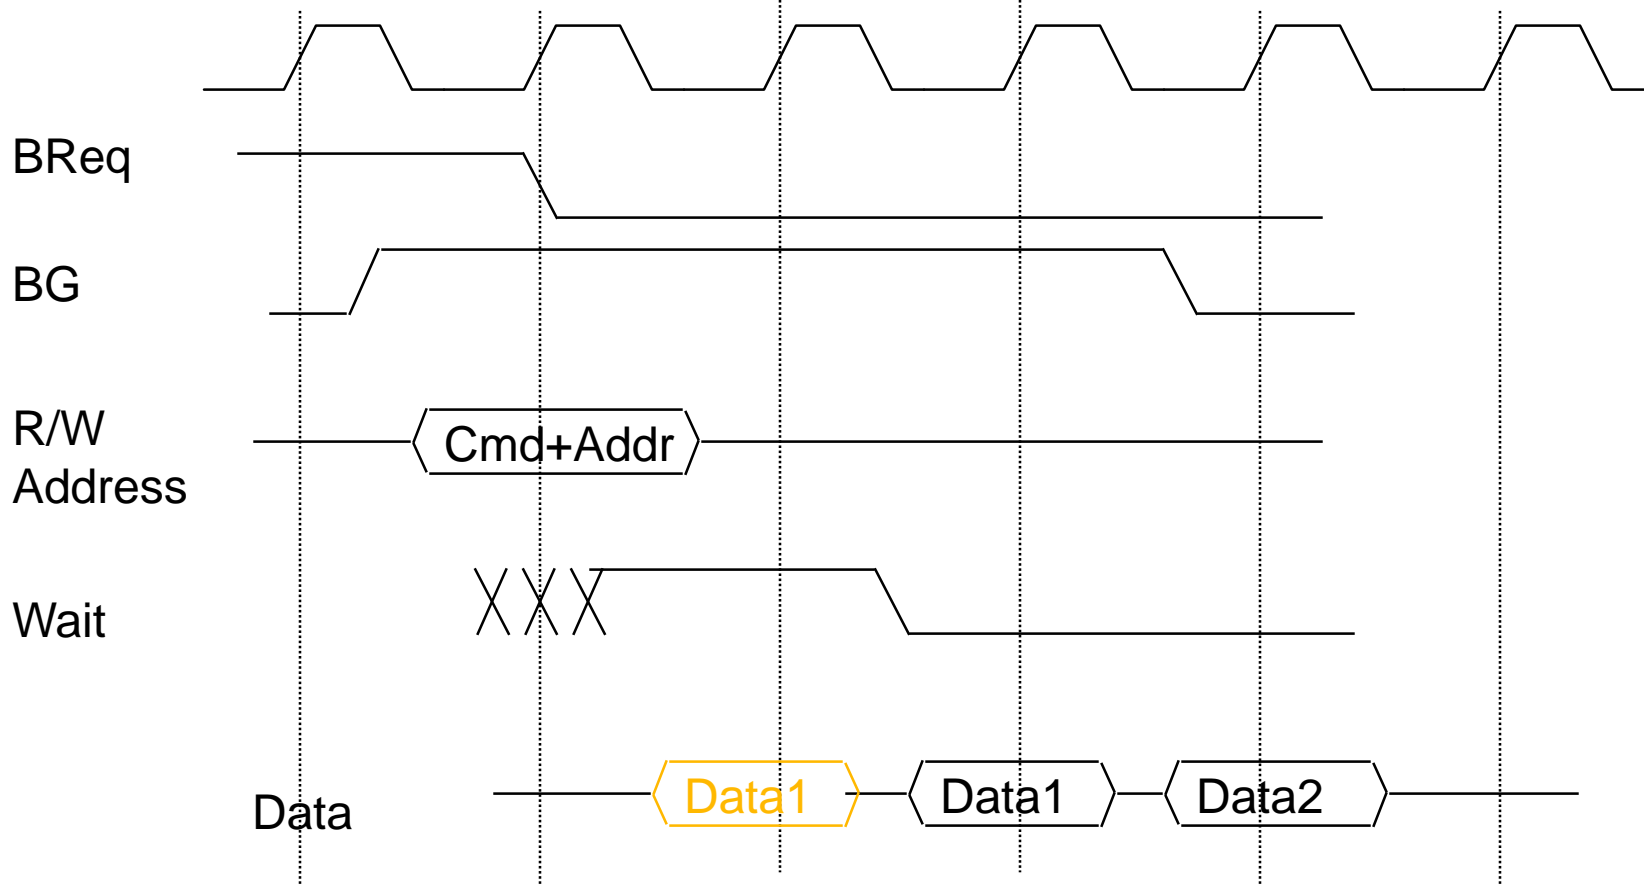 BReq
BG
R/W
Address
Cmd+Addr
Wait
Data
Data1
Data1
Data2